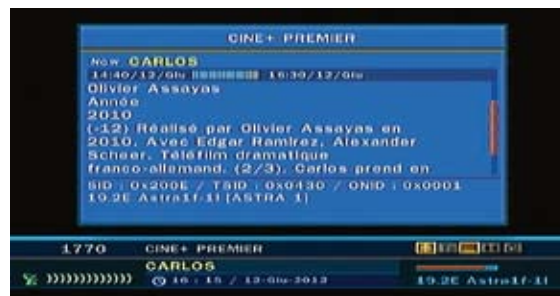 CINE+ PREMIER
Now CARLOS
14:40/12/Giu 16:30/12/Giu
Olivier Assayas
Année
2010
(-12) Réalisé par Olivier Assayas en
2010. Avec Edgar Ramirez, Alexander
Scheer. Téléfilm dramatique
franco-allemand. (2/3). Carlos prend en
SID : 0x200E / TSID : 0x0430 / ONID : 0x0001
19.2E Astra1f-1l [ASTRA 1]
1770 CINE+ PREMIER
CARLOS
16 : 15 / 12-Giu-2012
19.2E Astra1f-1l